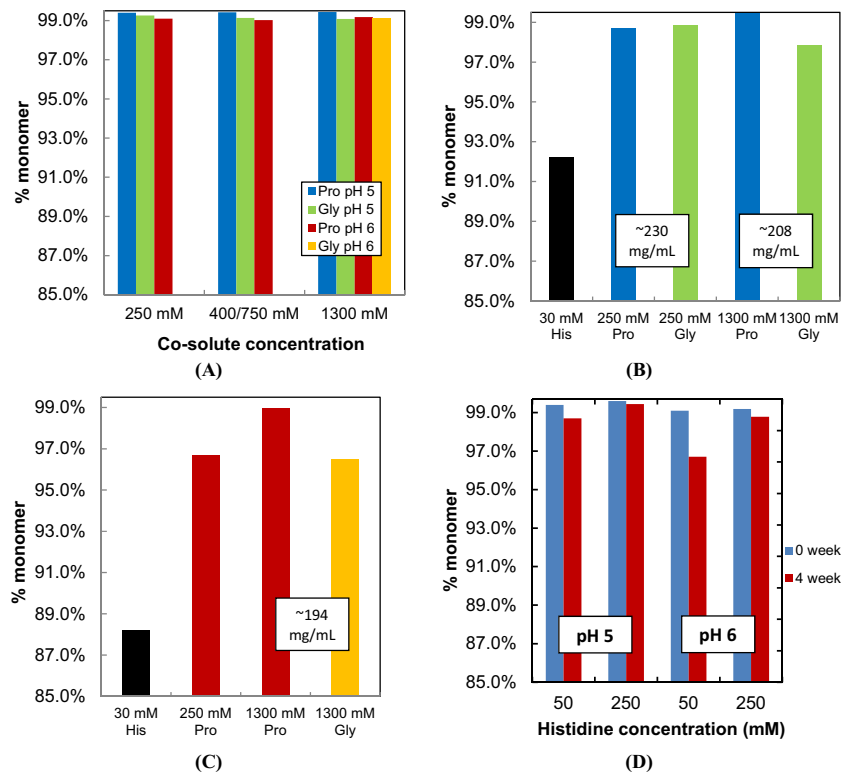 99.0%
97.0%
95.0%
93.0%
91.0%
89.0%
87.0%
85.0%
% monomer
Pro pH 5
Gly pH 5
Pro pH 6
Gly pH 6
250 mM 400/750 mM 1300 mM
Co-solute concentration
(A)
99.0%
97.0%
95.0%
93.0%
91.0%
89.0%
87.0%
85.0%
% monomer
~230
mg/mL
~208
mg/mL
30 mM 250 mM 250 mM 1300 mM 1300 mM
His Pro Gly Pro Gly
(B)
99.0%
97.0%
95.0%
93.0%
91.0%
89.0%
87.0%
85.0%
% monomer
~194
mg/mL
30 mM 250 mM 1300 mM 1300 mM
His Pro Pro Gly
(C)
99.0%
97.0%
95.0%
93.0%
91.0%
89.0%
87.0%
85.0%
% monomer
0 week
4 week
pH 5 pH 6
50 250 50 250
Histidine concentration (mM)
(D)